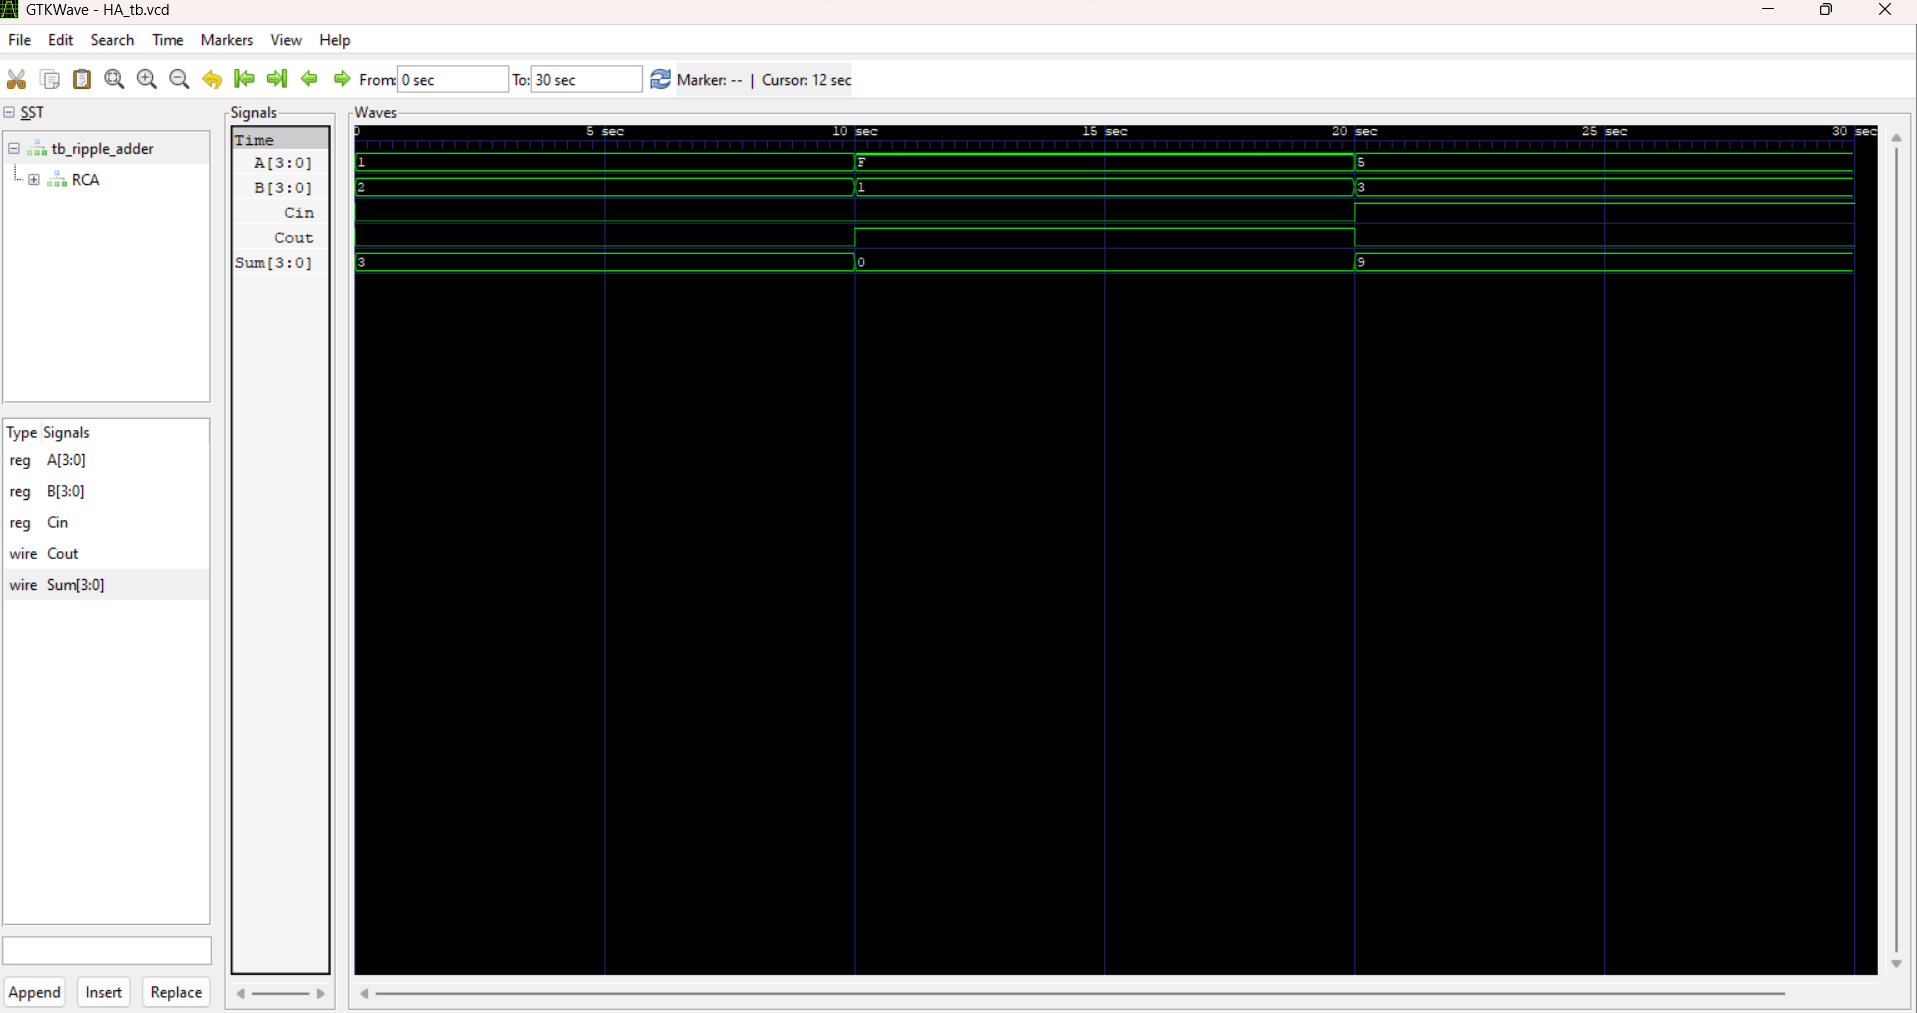 GTKWave - HA_tb.vcd
File Edit Search Time Markers View Help
From: 0 sec To: 30 sec Marker: -- | Cursor: 12 sec
SST
tb_ripple_adder
RCA
Type Signals
reg A[3:0]
reg B[3:0]
reg Cin
wire Cout
wire Sum[3:0]
Append Insert Replace
Signals
Time
A[3:0]
B[3:0]
Cin
Cout
Sum[3:0]
Waves
0 5 sec 10 sec 15 sec 20 sec 25 sec 30 sec
1 F 5
2 1 3
3 0 9